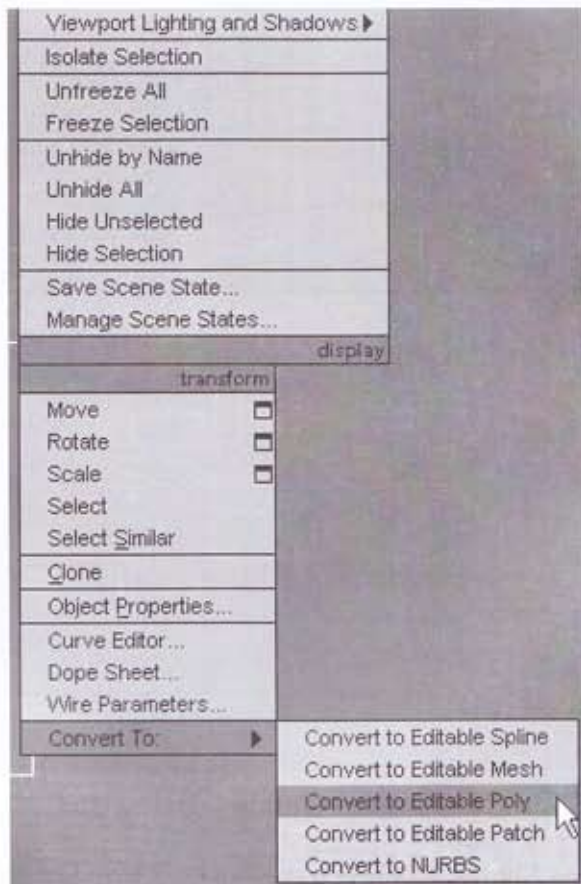 Viewport Lighting and Shadows
Isolate Selection
Unfreeze All
Freeze Selection
Unhide by Name
Unhide All
Hide Unselected
Hide Selection
Save Scene State...
Manage Scene States...
display
transform
Move
Rotate
Scale
Select
Select Similar
Clone
Object Properties...
Curve Editor...
Dope Sheet...
Wire Parameters...
Convert To:
Convert to Editable Spline
Convert to Editable Mesh
Convert to Editable Poly
Convert to Editable Patch
Convert to NURBS